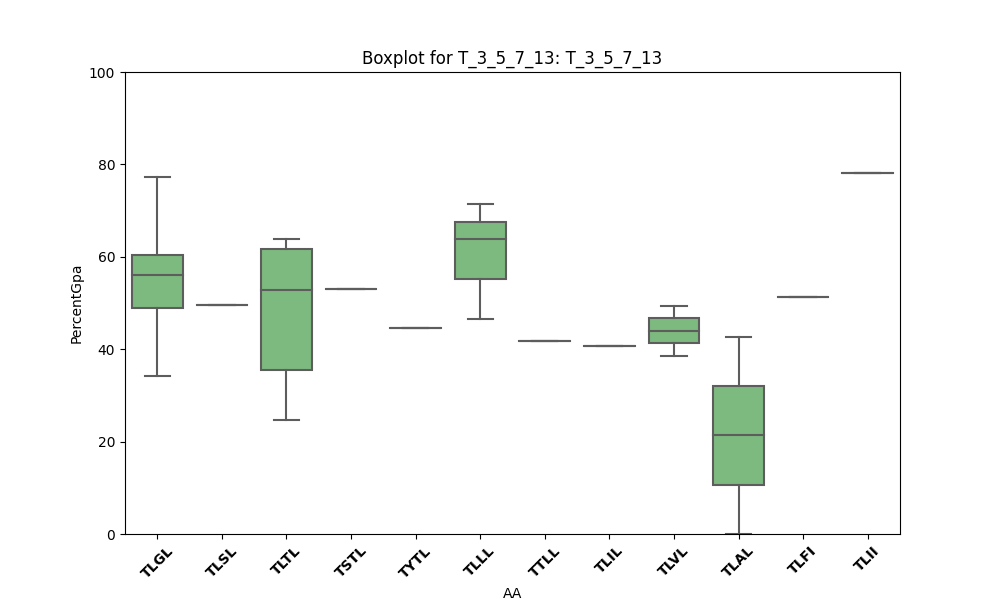 Boxplot for T_3_5_7_13: T_3_5_7_13
100
80
60
40
20
0
PercentGpa
TLGL
TLSL
TLTL
TSTL
TYTL
TLLL
TTLL
TLIL
TLVL
TLAL
TLFI
TLII
AA